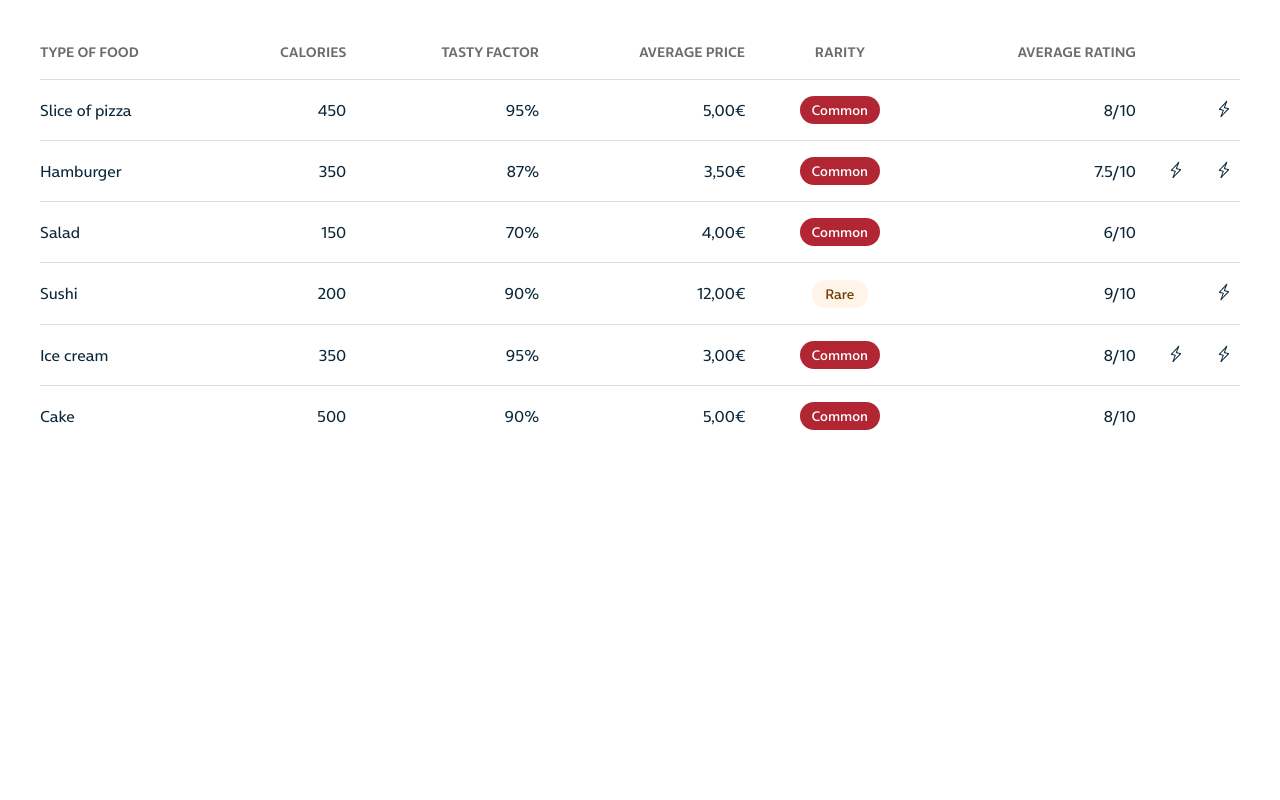 TYPE OF FOOD CALORIES TASTY FACTOR AVERAGE PRICE RARITY AVERAGE RATING
Slice of pizza 450 95% 5,00€ Common 8/10
Hamburger 350 87% 3,50€ Common 7.5/10
Salad 150 70% 4,00€ Common 6/10
Sushi 200 90% 12,00€ Rare 9/10
Ice cream 350 95% 3,00€ Common 8/10
Cake 500 90% 5,00€ Common 8/10